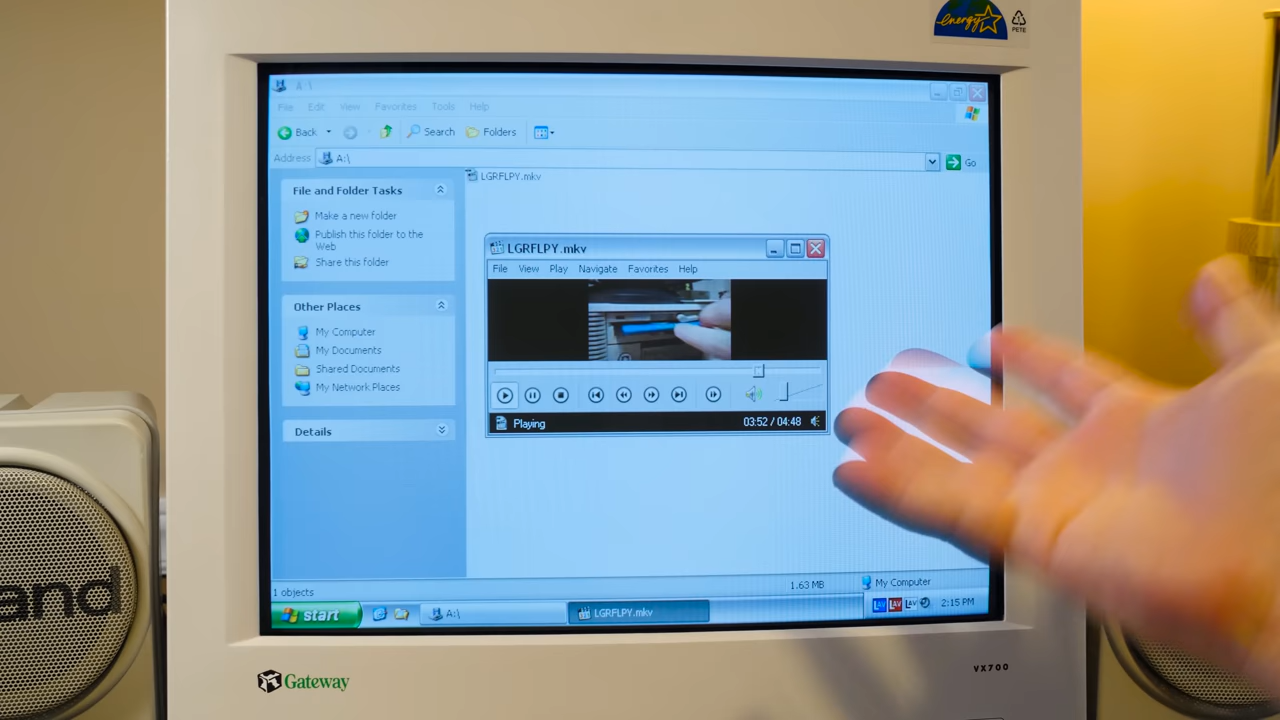 energy
PETE
A:\
File Edit View Favorites Tools Help
Back Search Folders
Address A:\ Go
File and Folder Tasks
Make a new folder
Publish this folder to the
Web
Share this folder
Other Places
My Computer
My Documents
Shared Documents
My Network Places
Details
LGRFLPY.mkv
LGRFLPY.mkv
File View Play Navigate Favorites Help
Playing 03:52 / 04:48
1 objects 1.63 MB My Computer
start A:\ LGRFLPY.mkv LAV LAV LAV 2:15 PM
Gateway VX700
and